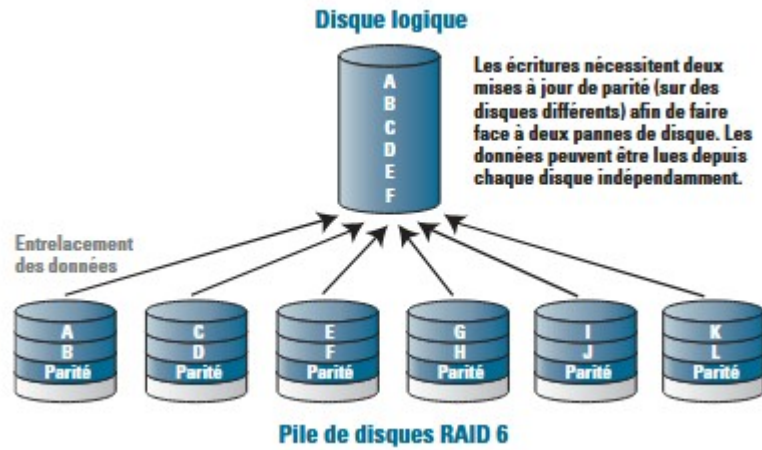 Disque logique
A
B
C
D
E
F
Les écritures nécessitent deux
mises à jour de parité (sur des
disques différents) afin de faire
face à deux pannes de disque. Les
données peuvent être lues depuis
chaque disque indépendamment.
Entrelacement
des données
A
B
Parité
C
D
Parité
E
F
Parité
G
H
Parité
I
J
Parité
K
L
Parité
Pile de disques RAID 6